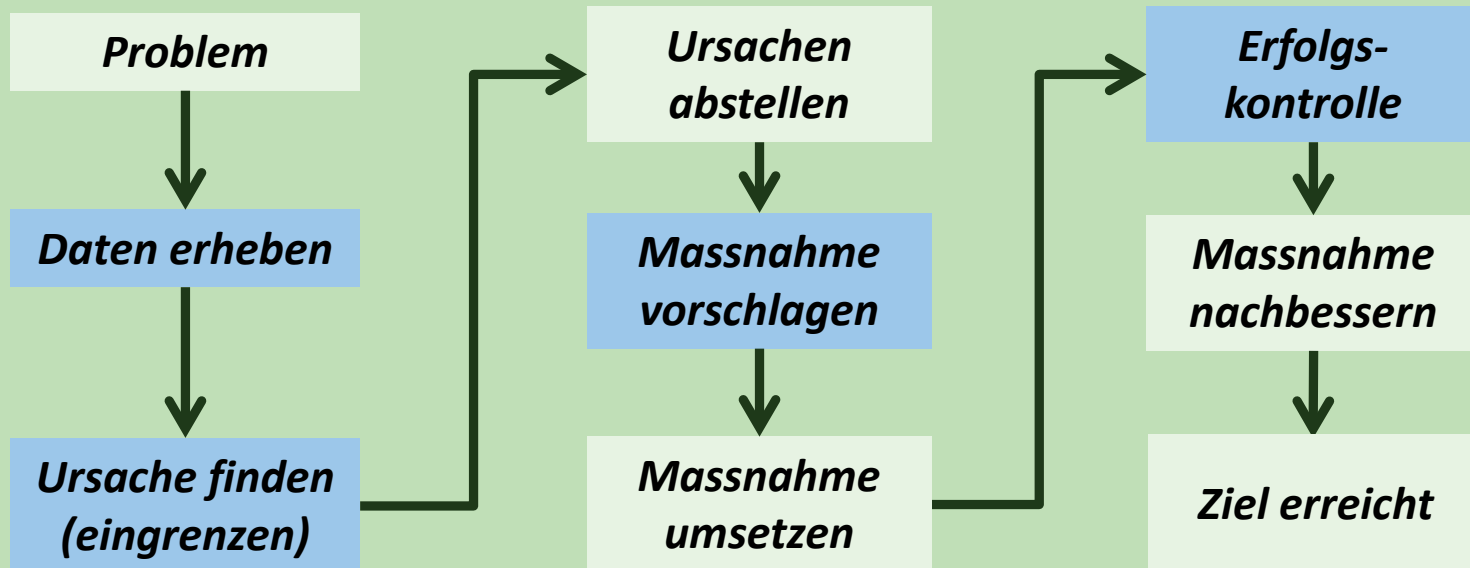 Problem
Daten erheben
Ursache finden
(eingrenzen)
Ursachen
abstellen
Massnahme
vorschlagen
Massnahme
umsetzen
Erfolgs-
kontrolle
Massnahme
nachbessern
Ziel erreicht